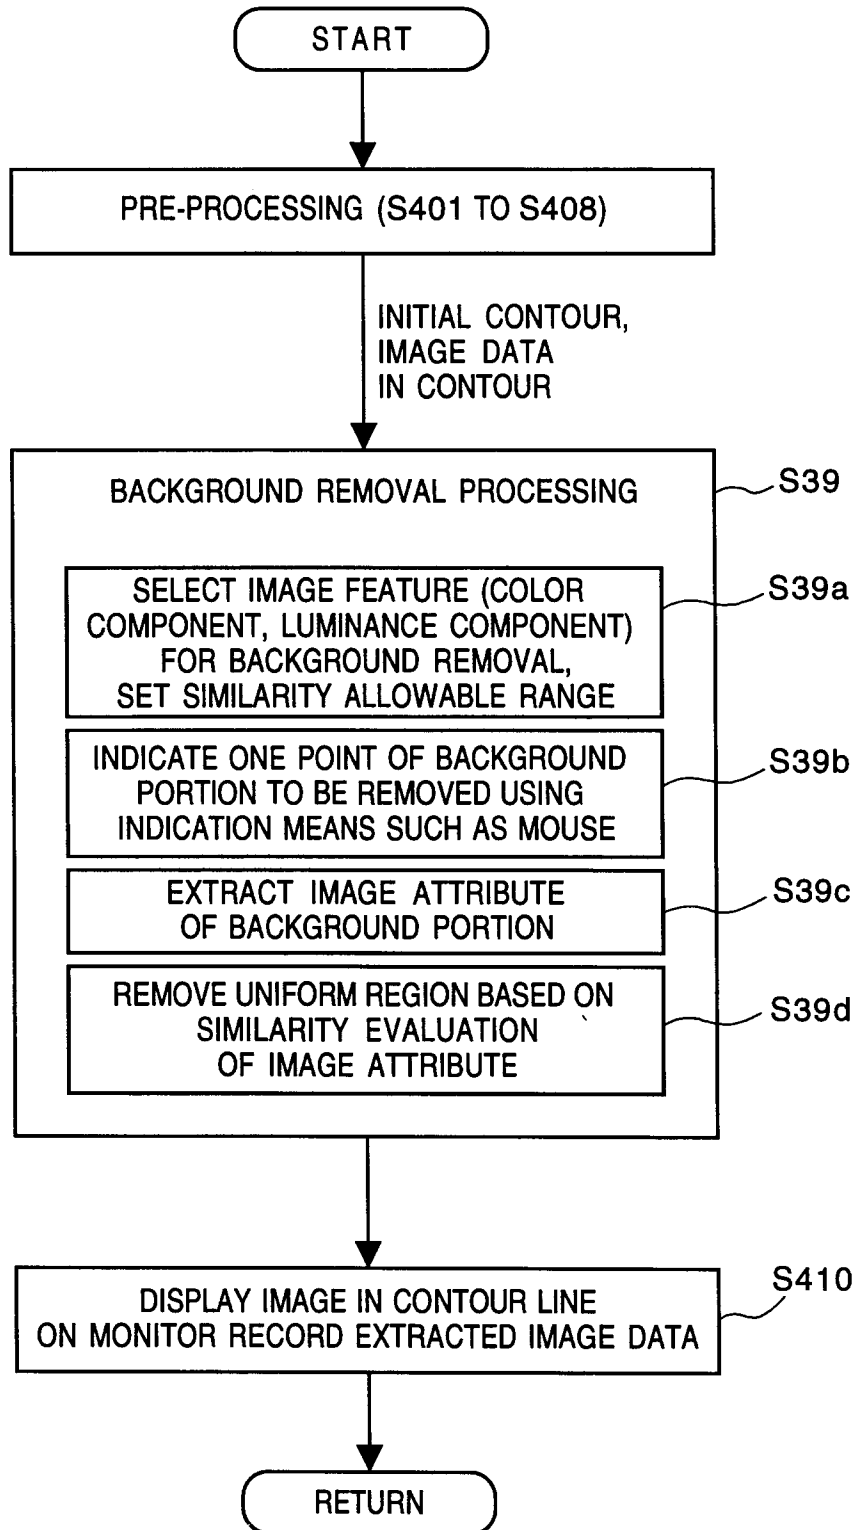 START
PRE-PROCESSING (S401 TO S408)
INITIAL CONTOUR,
IMAGE DATA
IN CONTOUR
BACKGROUND REMOVAL PROCESSING
S39
SELECT IMAGE FEATURE (COLOR
COMPONENT, LUMINANCE COMPONENT)
FOR BACKGROUND REMOVAL,
SET SIMILARITY ALLOWABLE RANGE
S39a
INDICATE ONE POINT OF BACKGROUND
PORTION TO BE REMOVED USING
INDICATION MEANS SUCH AS MOUSE
S39b
EXTRACT IMAGE ATTRIBUTE
OF BACKGROUND PORTION
S39c
REMOVE UNIFORM REGION BASED ON
SIMILARITY EVALUATION
OF IMAGE ATTRIBUTE
S39d
DISPLAY IMAGE IN CONTOUR LINE
ON MONITOR RECORD EXTRACTED IMAGE DATA
S410
RETURN